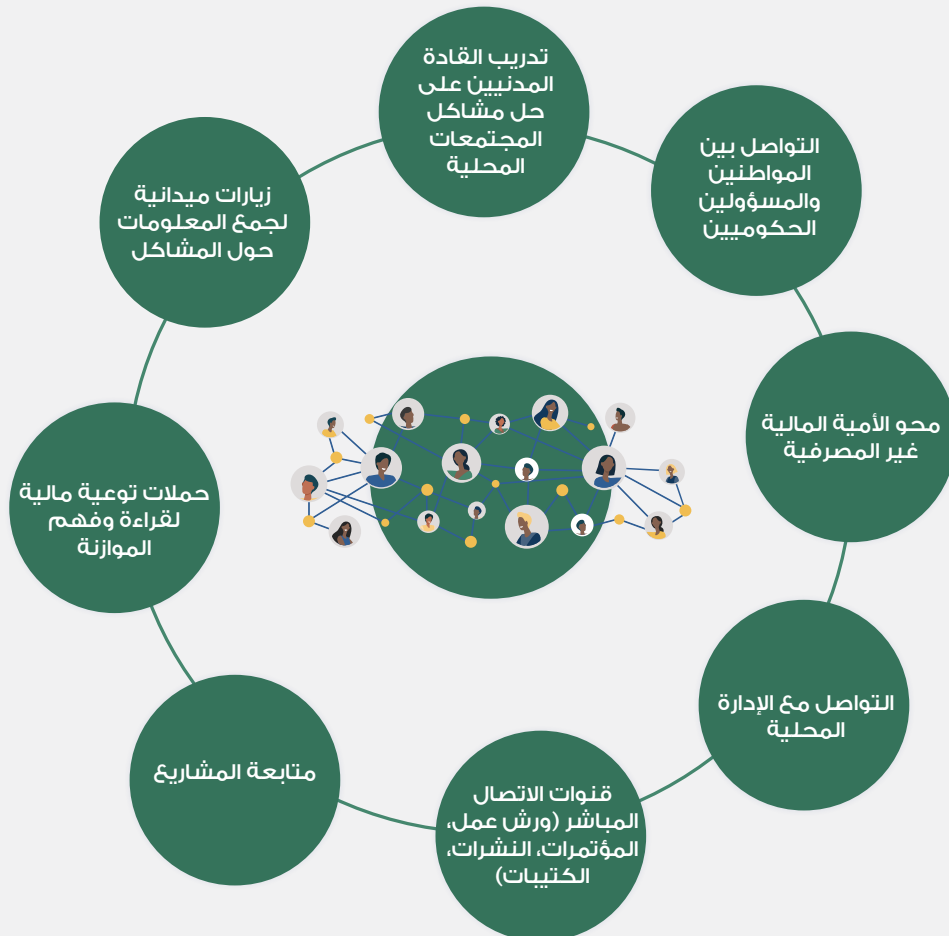 تدريب القادة
المدنيين على
حل مشاكل
المجتمعات
المحلية
التواصل بين
المواطنين
والمسؤولين
الحكوميين
محو الأمية المالية
غير المصرفية
التواصل مع الإدارة
المحلية
قنوات الاتصال
المباشر (ورش عمل،
المؤتمرات، النشرات،
الكتيبات)
متابعة المشاريع
حملات توعية مالية
لقراءة وفهم
الموازنة
زيارات ميدانية
لجمع المعلومات
حول المشاكل